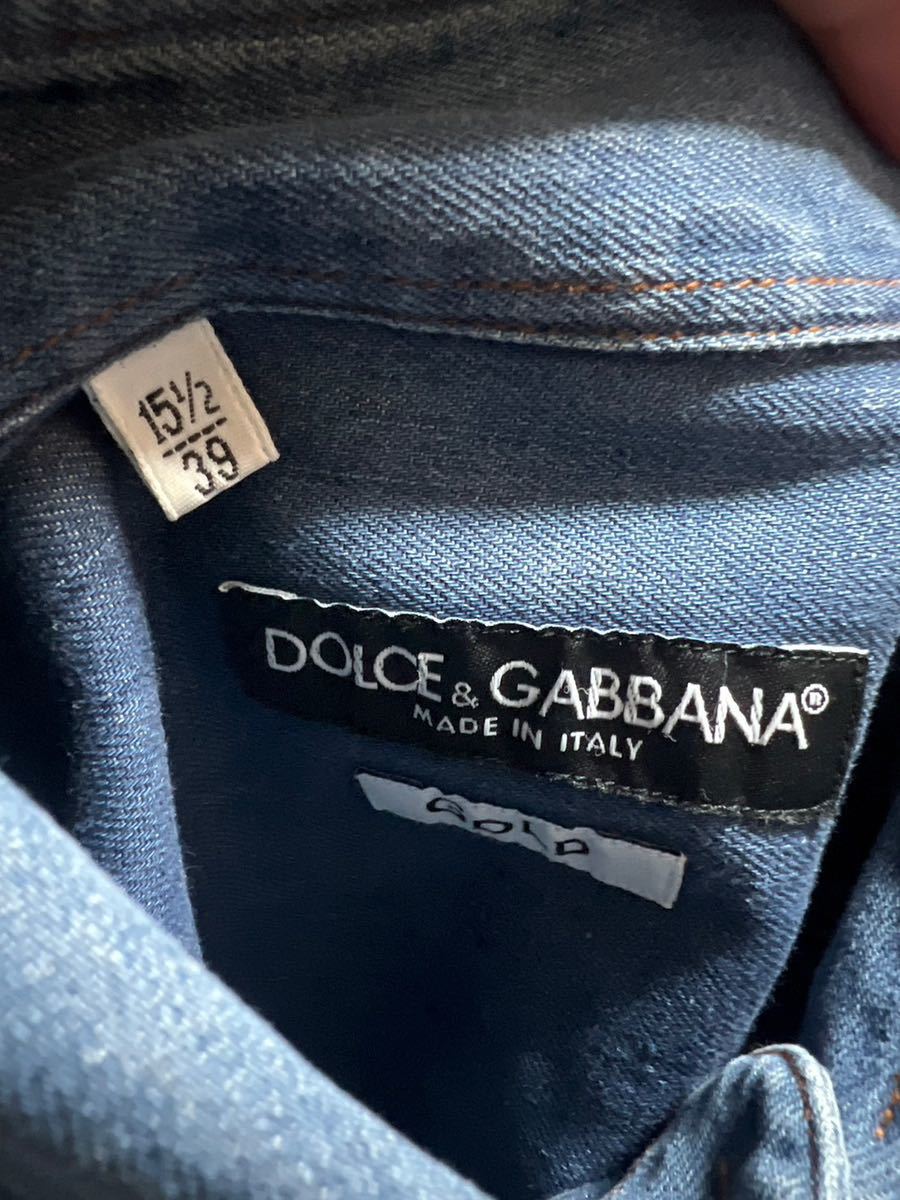 15½
39
DOLCE & GABBANA®
MADE IN ITALY
GOLD